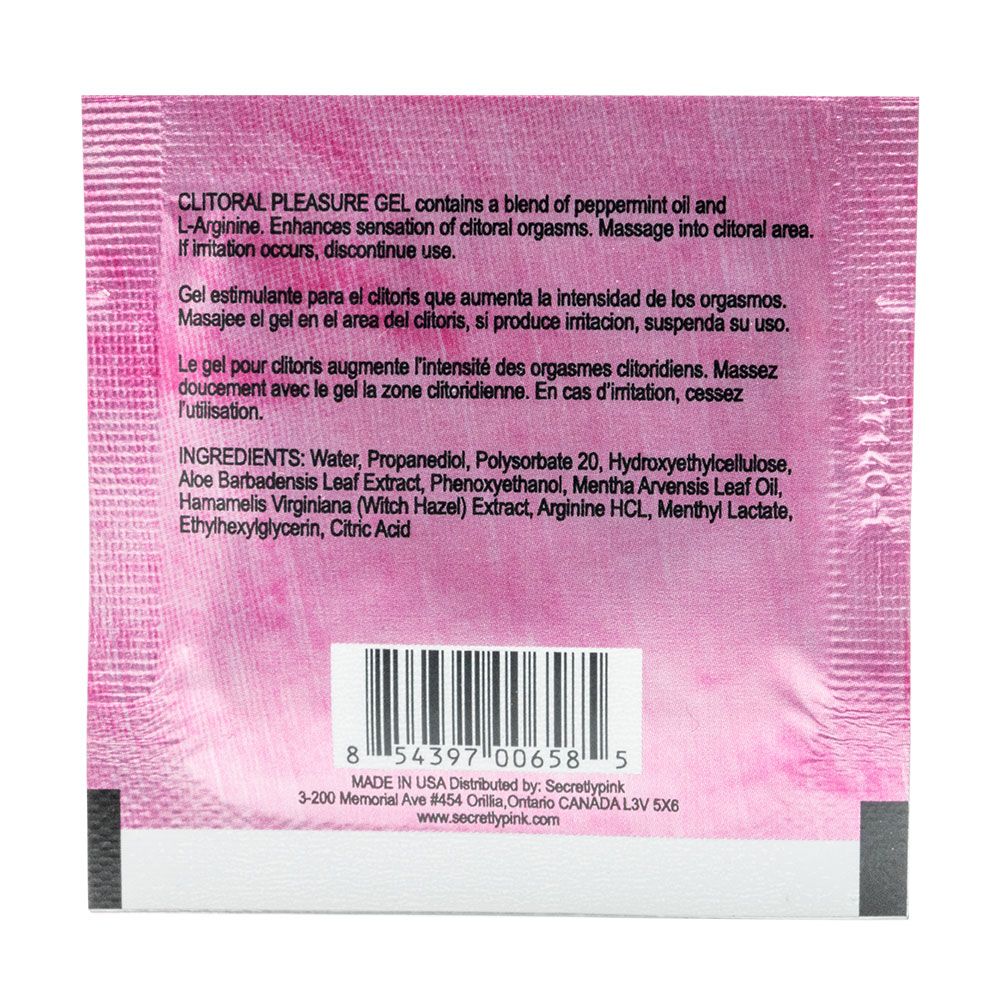 CLITORAL PLEASURE GEL contains a blend of peppermint oil and
L-Arginine. Enhances sensation of clitoral orgasms. Massage into clitoral area.
If irritation occurs, discontinue use.
Gel estimulante para el clitoris que aumenta la intensidad de los orgasmos.
Masajee el gel en el area del clitoris, si produce irritacion, suspenda su uso.
Le gel pour clitoris augmente l'intensité des orgasmes clitoridiens. Massez
doucement avec le gel la zone clitoridienne. En cas d'irritation, cessez
l'utilisation.
INGREDIENTS: Water, Propanediol, Polysorbate 20, Hydroxyethylcellulose,
Aloe Barbadensis Leaf Extract, Phenoxyethanol, Mentha Arvensis Leaf Oil,
Hamamelis Virginiana (Witch Hazel) Extract, Arginine HCL, Menthyl Lactate,
Ethylhexylglycerin, Citric Acid
8 54397 00658 5
MADE IN USA Distributed by: Secretlypink
3-200 Memorial Ave #454 Orillia,Ontario CANADA L3V 5X6
www.secretlypink.com